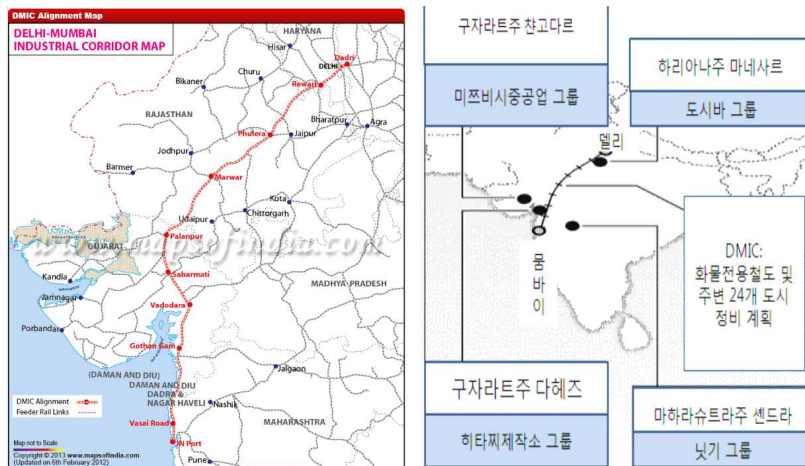 DMIC Alignment Map
DELHI-MUMBAI
INDUSTRIAL CORRIDOR MAP
HARYANA
Hisar
Dadri
DELHI
Churu
Rewari
Bikaner
RAJASTHAN
Bharatpur
Agra
Phulera
Jaipur
Jodhpur
Barmer
Marwar
Kota
Chittorgarh
Udaipur
Palanpur
www.mapsofindia.com
GUJARAT
Sabarmati
Kandla
MADHYA PRADESH
Jamnagar
Vadodara
Porbandar
Gothan Gam
(DAMAN AND DIU)
DAMAN AND DIU
DADRA &
NAGAR HAVELI
Jalgaon
Nashik
MAHARASHTRA
DMIC Alignment
Feeder Rail Links
Vasai Road
JN Port
Pune
Map not to Scale
Copyright © 2013 www.mapsofindia.com
(Updated on 6th February 2012)
구자라트주 챤고다르
미쯔비시중공업 그룹
하리아나주 마네사르
도시바 그룹
델리
뭄바이
DMIC:
화물전용철도 및
주변 24개 도시
정비 계획
구자라트주 다헤즈
히타찌제작소 그룹
마하라슈트라주 센드라
닛기 그룹